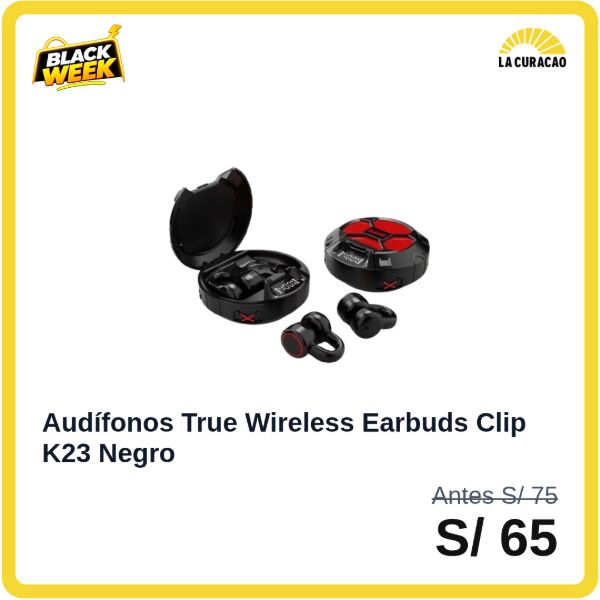 BLACK
WEEK
LA CURACAO
Audífonos True Wireless Earbuds Clip
K23 Negro
Antes S/ 75
S/ 65